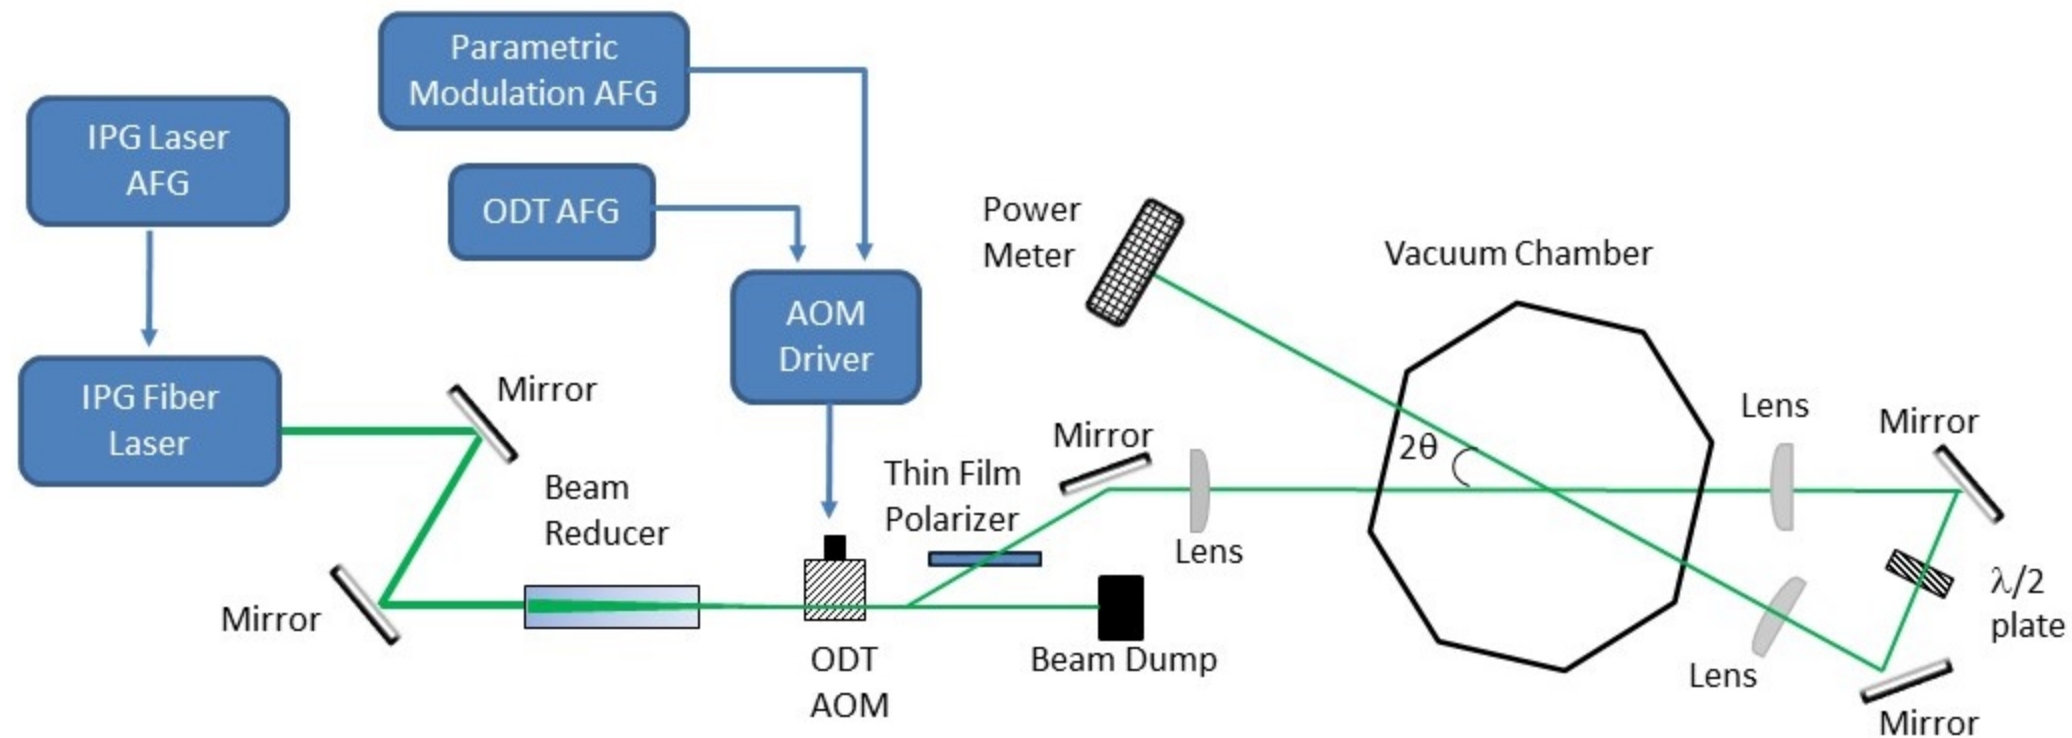 Parametric
Modulation AFG
IPG Laser
AFG
ODT AFG
Power
Meter
Vacuum Chamber
AOM
Driver
IPG Fiber
Laser
Mirror
Beam
Reducer
Mirror
Thin Film
Polarizer
Mirror
Lens
2θ
Lens
Mirror
λ/2
plate
Lens
Mirror
ODT
AOM
Beam Dump